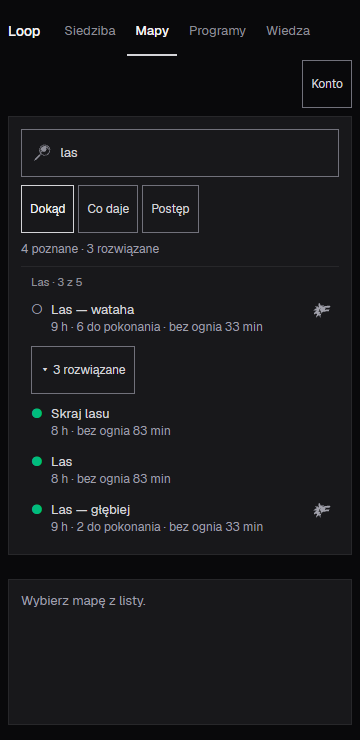 Loop Siedziba Mapy Programy Wiedza
Konto
las
Dokąd Co daje Postęp
4 poznane · 3 rozwiązane
Las · 3 z 5
Las — wataha
9 h · 6 do pokonania · bez ognia 33 min
3 rozwiązane
Skraj lasu
8 h · bez ognia 83 min
Las
8 h · bez ognia 83 min
Las — głębiej
9 h · 2 do pokonania · bez ognia 33 min
Wybierz mapę z listy.